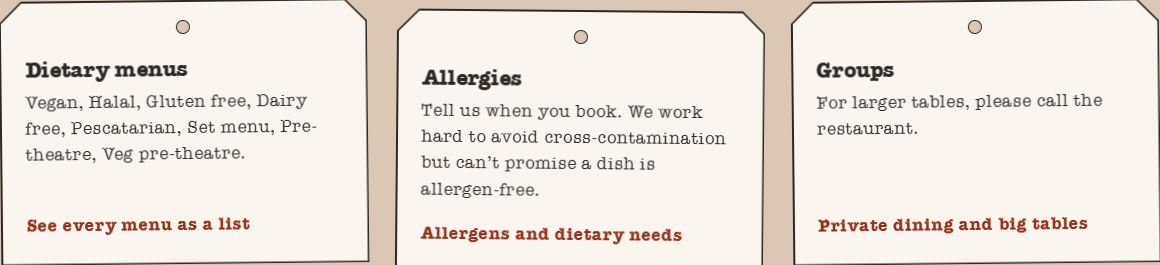 Dietary menus
Vegan, Halal, Gluten free, Dairy
free, Pescatarian, Set menu, Pre-
theatre, Veg pre-theatre.
See every menu as a list
Allergies
Tell us when you book. We work
hard to avoid cross-contamination
but can’t promise a dish is
allergen-free.
Allergens and dietary needs
Groups
For larger tables, please call the
restaurant.
Private dining and big tables